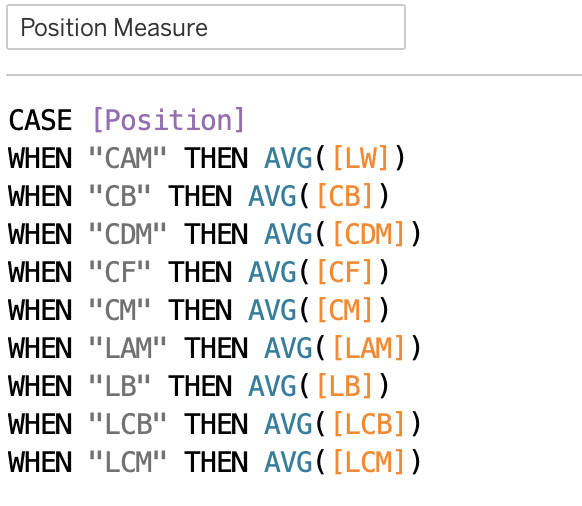 Position Measure
CASE [Position]
WHEN "CAM" THEN AVG([LW])
WHEN "CB" THEN AVG([CB])
WHEN "CDM" THEN AVG([CDM])
WHEN "CF" THEN AVG([CF])
WHEN "CM" THEN AVG([CM])
WHEN "LAM" THEN AVG([LAM])
WHEN "LB" THEN AVG([LB])
WHEN "LCB" THEN AVG([LCB])
WHEN "LCM" THEN AVG([LCM])